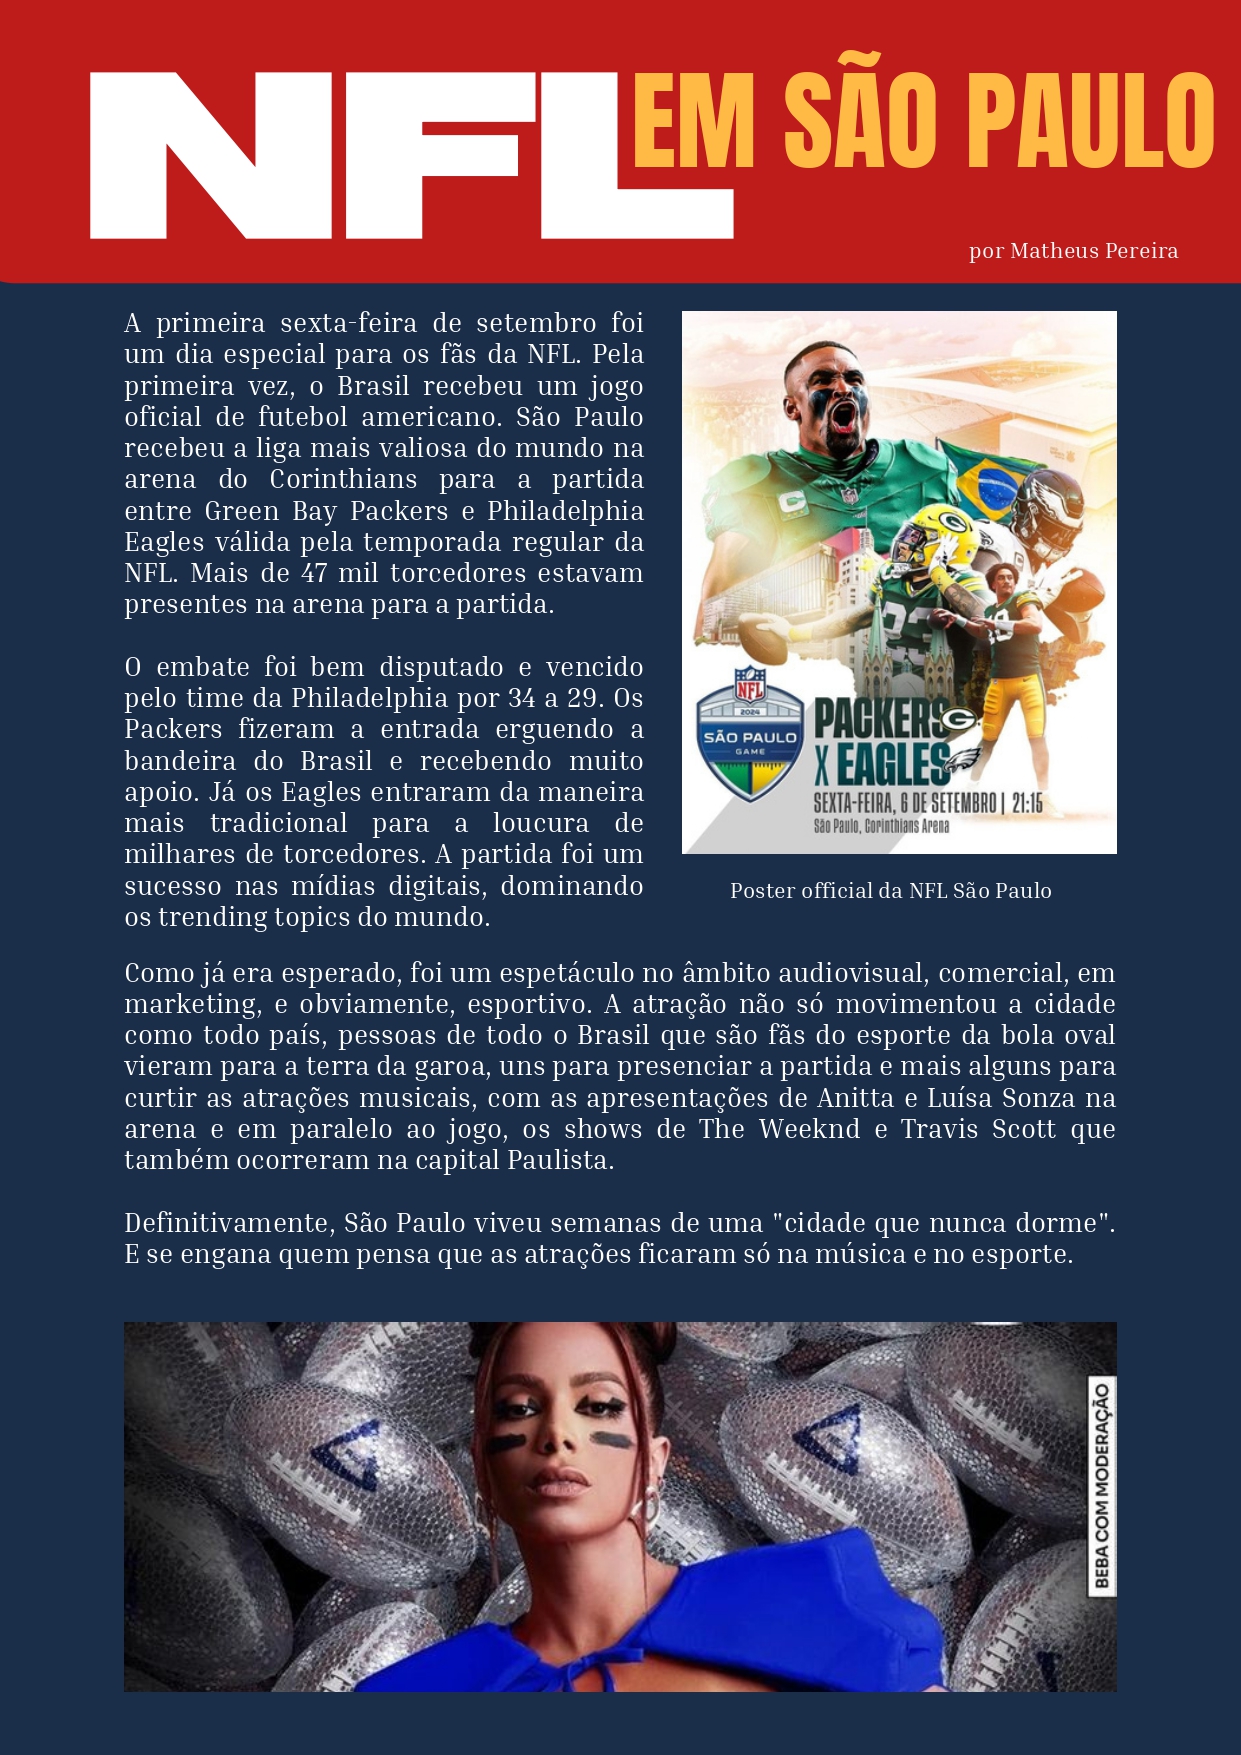 NFL EM SÃO PAULO
por Matheus Pereira
A primeira sexta-feira de setembro foi
um dia especial para os fãs da NFL. Pela
primeira vez, o Brasil recebeu um jogo
oficial de futebol americano. São Paulo
recebeu a liga mais valiosa do mundo na
arena do Corinthians para a partida
entre Green Bay Packers e Philadelphia
Eagles válida pela temporada regular da
NFL. Mais de 47 mil torcedores estavam
presentes na arena para a partida.
O embate foi bem disputado e vencido
pelo time da Philadelphia por 34 a 29. Os
Packers fizeram a entrada erguendo a
bandeira do Brasil e recebendo muito
apoio. Já os Eagles entraram da maneira
mais tradicional para a loucura de
milhares de torcedores. A partida foi um
sucesso nas mídias digitais, dominando
os trending topics do mundo.
C
G
23
NFL
2024
SÃO PAULO
GAME
PACKERS G
X EAGLES
SEXTA-FEIRA, 6 DE SETEMBRO | 21:15
São Paulo, Corinthians Arena
Poster official da NFL São Paulo
Como já era esperado, foi um espetáculo no âmbito audiovisual, comercial, em
marketing, e obviamente, esportivo. A atração não só movimentou a cidade
como todo país, pessoas de todo o Brasil que são fãs do esporte da bola oval
vieram para a terra da garoa, uns para presenciar a partida e mais alguns para
curtir as atrações musicais, com as apresentações de Anitta e Luísa Sonza na
arena e em paralelo ao jogo, os shows de The Weeknd e Travis Scott que
também ocorreram na capital Paulista.
Definitivamente, São Paulo viveu semanas de uma "cidade que nunca dorme".
E se engana quem pensa que as atrações ficaram só na música e no esporte.
BEBA COM MODERAÇÃO